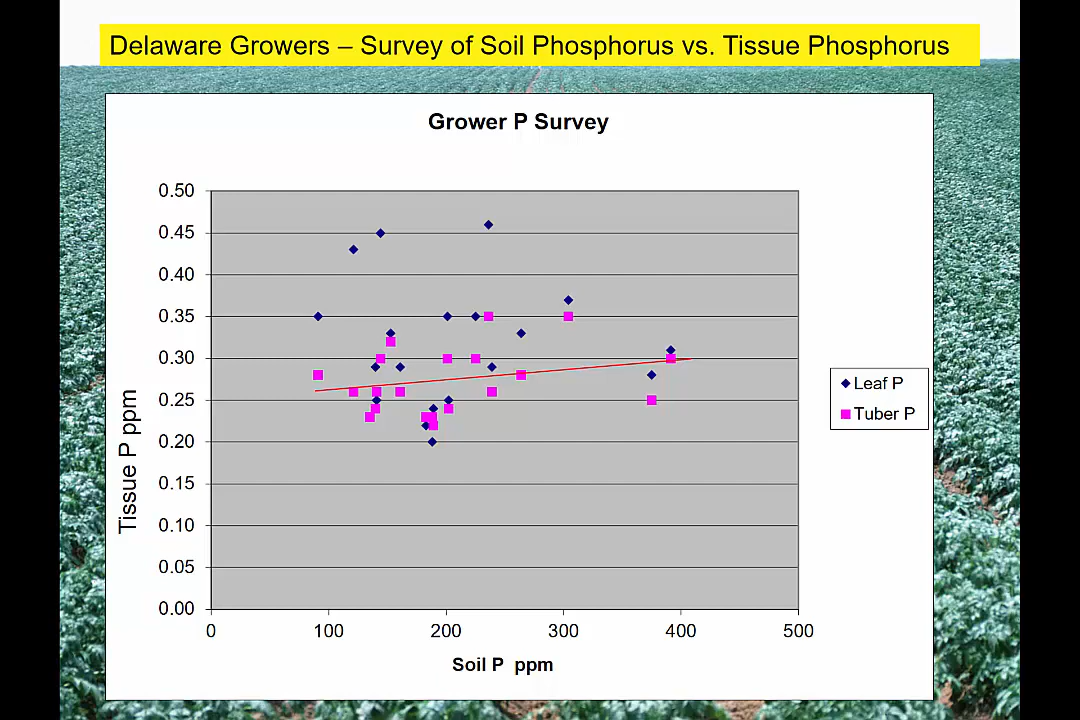 Delaware Growers – Survey of Soil Phosphorus vs. Tissue Phosphorus
Grower P Survey
0.50
0.45
0.40
0.35
0.30
0.25
0.20
0.15
0.10
0.05
0.00
Tissue P ppm
0 100 200 300 400 500
Soil P ppm
Leaf P
Tuber P